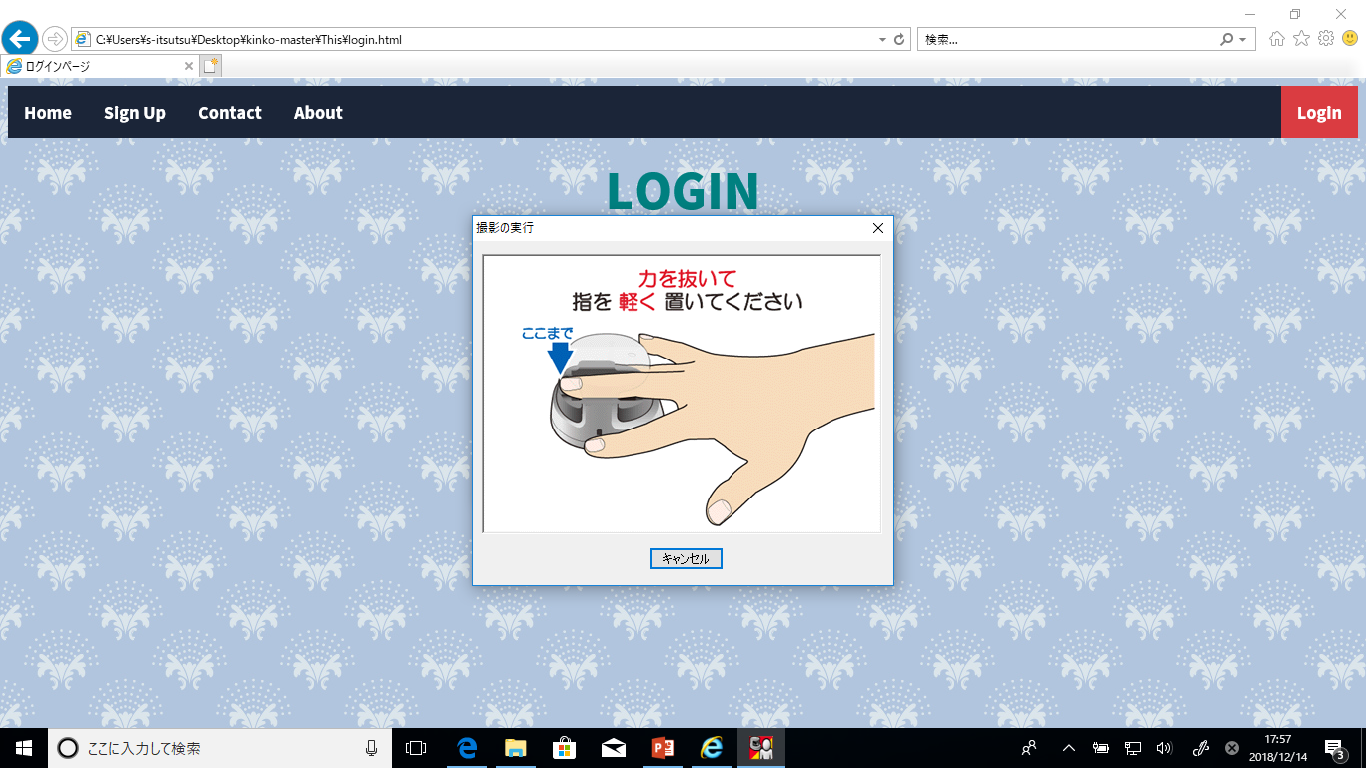 C:¥Users¥s-itsutsu¥Desktop¥kinko-master¥This¥login.html
検索...
ログインページ
Home Sign Up Contact About Login
LOGIN
撮影の実行
力を抜いて
指を 軽く 置いてください
ここまで
キャンセル
ここに入力して検索
17:57
2018/12/14
3